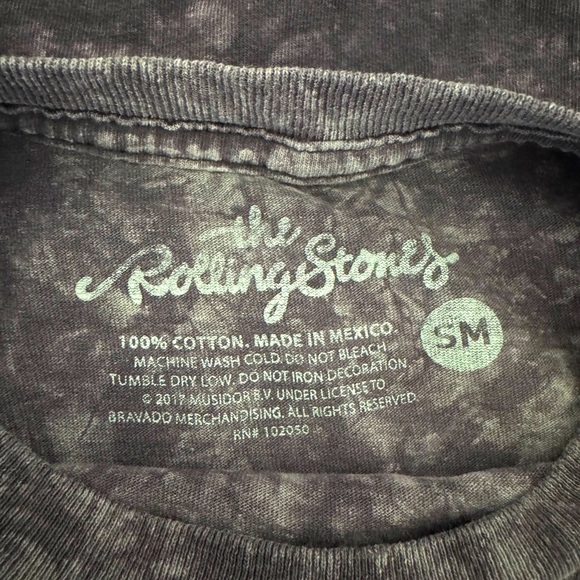 the
Rolling Stones
SM
100% COTTON. MADE IN MEXICO.
MACHINE WASH COLD. DO NOT BLEACH
TUMBLE DRY LOW. DO NOT IRON DECORATION.
© 2017 MUSIDOR B.V. UNDER LICENSE TO
BRAVADO MERCHANDISING. ALL RIGHTS RESERVED.
RN# 102050